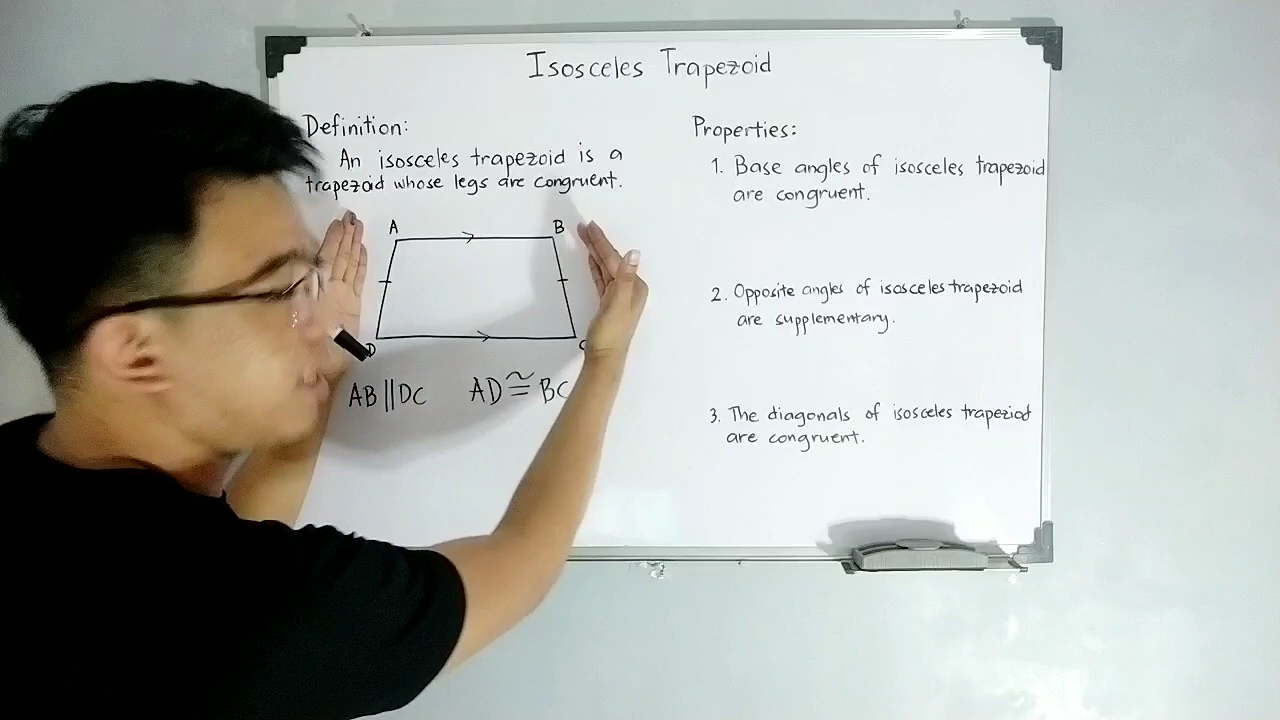 Isosceles Trapezoid
Definition:
An isosceles trapezoid is a
trapezoid whose legs are congruent.
A B
D C
AB || DC AD ≅ BC
Properties:
1. Base angles of isosceles trapezoid
are congruent.
2. Opposite angles of isosceles trapezoid
are supplementary.
3. The diagonals of isosceles trapeziod
are congruent.